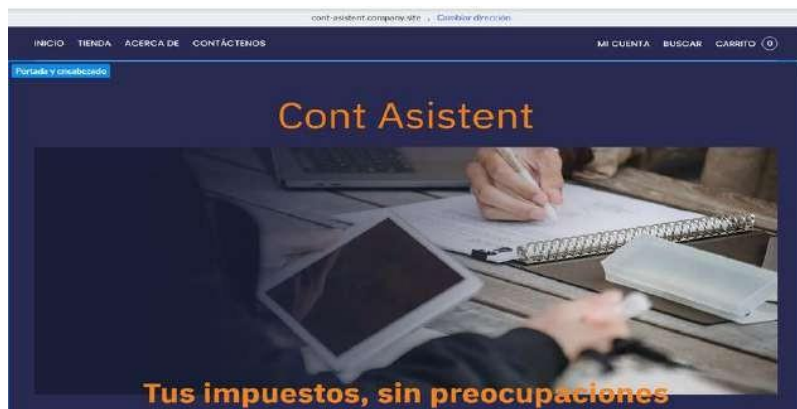 cont-asistent.company.site , Cambiar dirección
INICIO TIENDA ACERCA DE CONTÁCTENOS MI CUENTA BUSCAR CARRITO 0
Portada y encabezado
Cont Asistent
Tus impuestos, sin preocupaciones